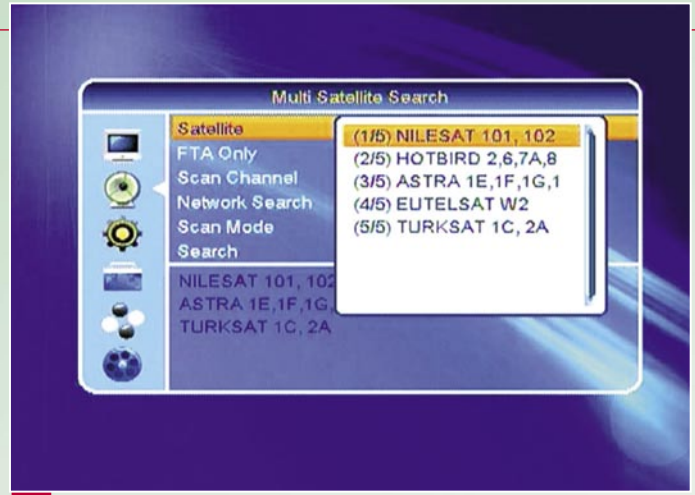 Multi Satellite Search
Satellite
FTA Only
Scan Channel
Network Search
Scan Mode
Search
(1/5) NILESAT 101, 102
(2/5) HOTBIRD 2,6,7A,8
(3/5) ASTRA 1E,1F,1G,1
(4/5) EUTELSAT W2
(5/5) TURKSAT 1C, 2A
NILESAT 101, 102
ASTRA 1E,1F,1G,
TURKSAT 1C, 2A